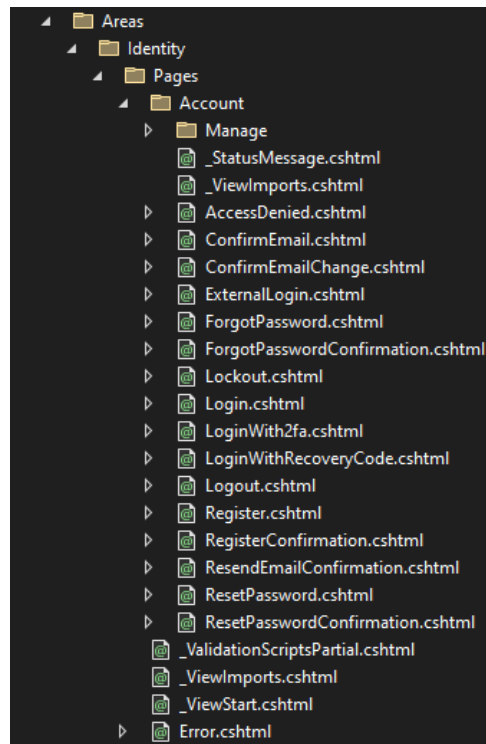 Areas
Identity
Pages
Account
Manage
_StatusMessage.cshtml
_ViewImports.cshtml
AccessDenied.cshtml
ConfirmEmail.cshtml
ConfirmEmailChange.cshtml
ExternalLogin.cshtml
ForgotPassword.cshtml
ForgotPasswordConfirmation.cshtml
Lockout.cshtml
Login.cshtml
LoginWith2fa.cshtml
LoginWithRecoveryCode.cshtml
Logout.cshtml
Register.cshtml
RegisterConfirmation.cshtml
ResendEmailConfirmation.cshtml
ResetPassword.cshtml
ResetPasswordConfirmation.cshtml
_ValidationScriptsPartial.cshtml
_ViewImports.cshtml
_ViewStart.cshtml
Error.cshtml